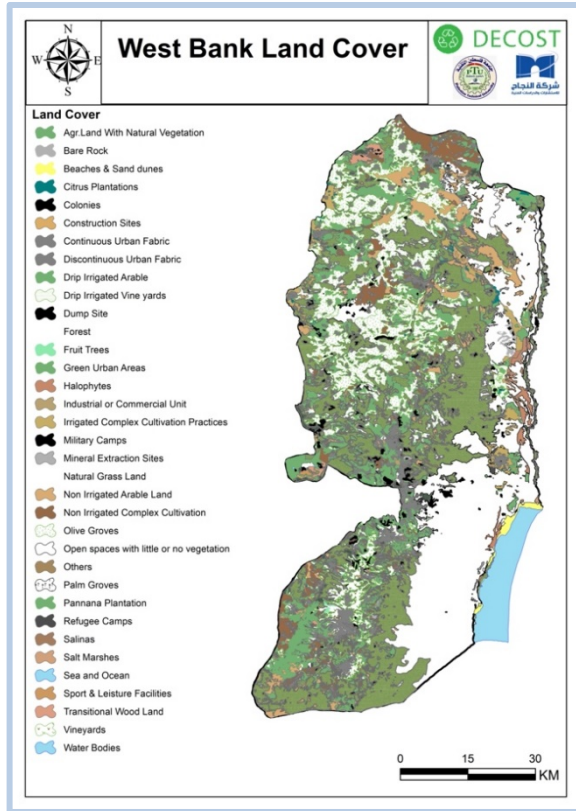 N
W
E
S
West Bank Land Cover
DECOST
PTU
شركة النجاح
Land Cover
Agr.Land With Natural Vegetation
Bare Rock
Beaches & Sand dunes
Citrus Plantations
Colonies
Construction Sites
Continuous Urban Fabric
Discontinuous Urban Fabric
Drip Irrigated Arable
Drip Irrigated Vine yards
Dump Site
Forest
Fruit Trees
Green Urban Areas
Halophytes
Industrial or Commercial Unit
Irrigated Complex Cultivation Practices
Military Camps
Mineral Extraction Sites
Natural Grass Land
Non Irrigated Arable Land
Non Irrigated Complex Cultivation
Olive Groves
Open spaces with little or no vegetation
Others
Palm Groves
Pannana Plantation
Refugee Camps
Salinas
Salt Marshes
Sea and Ocean
Sport & Leisture Facilities
Transitional Wood Land
Vineyards
Water Bodies
0 15 30
KM